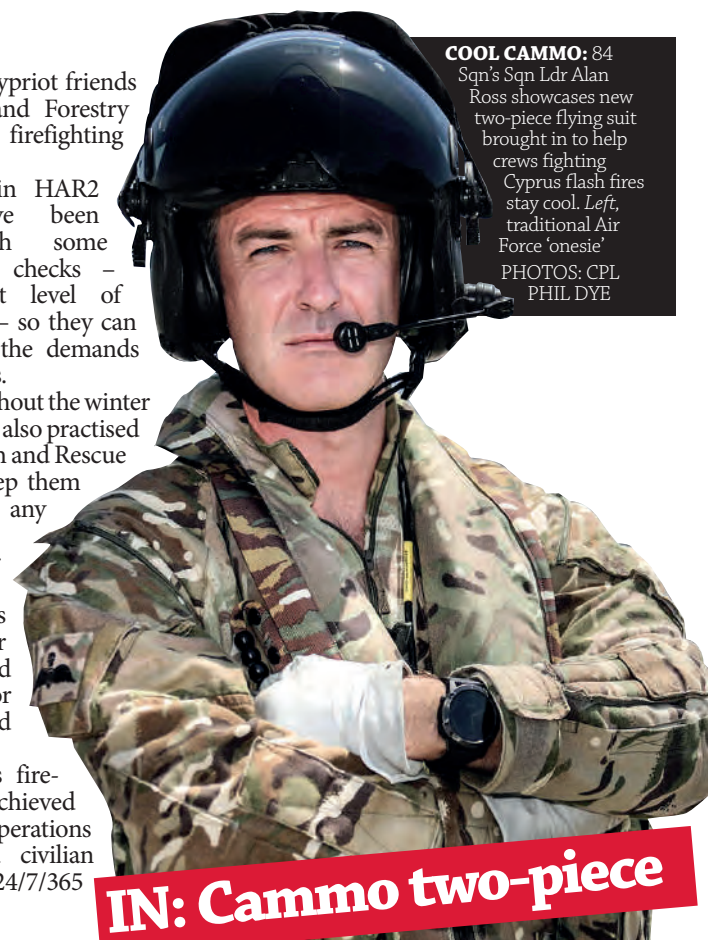 ypriot friends
and Forestry
firefighting
in HAR2
ve been
h some
checks –
t level of
– so they can
the demands
s.
hout the winter
also practised
n and Rescue
ep them
any
.
s
r
d
or
d
s fire-
chieved
perations
civilian
24/7/365
COOL CAMMO: 84
Sqn's Sqn Ldr Alan
Ross showcases new
two-piece flying suit
brought in to help
crews fighting
Cyprus flash fires
stay cool. Left,
traditional Air
Force ‘onesie’
PHOTOS: CPL
PHIL DYE
IN: Cammo two-piece